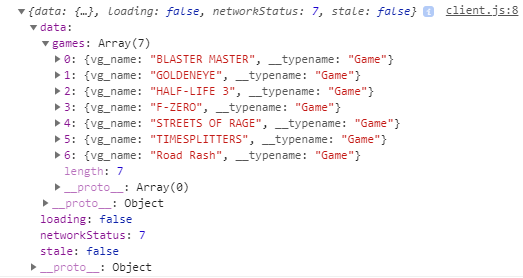 ▼{data: {…}, loading: false, networkStatus: 7, stale: false} i client.js:8
▼data:
▼games: Array(7)
▶0: {vg_name: "BLASTER MASTER", __typename: "Game"}
▶1: {vg_name: "GOLDENEYE", __typename: "Game"}
▶2: {vg_name: "HALF-LIFE 3", __typename: "Game"}
▶3: {vg_name: "F-ZERO", __typename: "Game"}
▶4: {vg_name: "STREETS OF RAGE", __typename: "Game"}
▶5: {vg_name: "TIMESPLITTERS", __typename: "Game"}
▶6: {vg_name: "Road Rash", __typename: "Game"}
length: 7
▶__proto__: Array(0)
▶__proto__: Object
loading: false
networkStatus: 7
stale: false
▶__proto__: Object